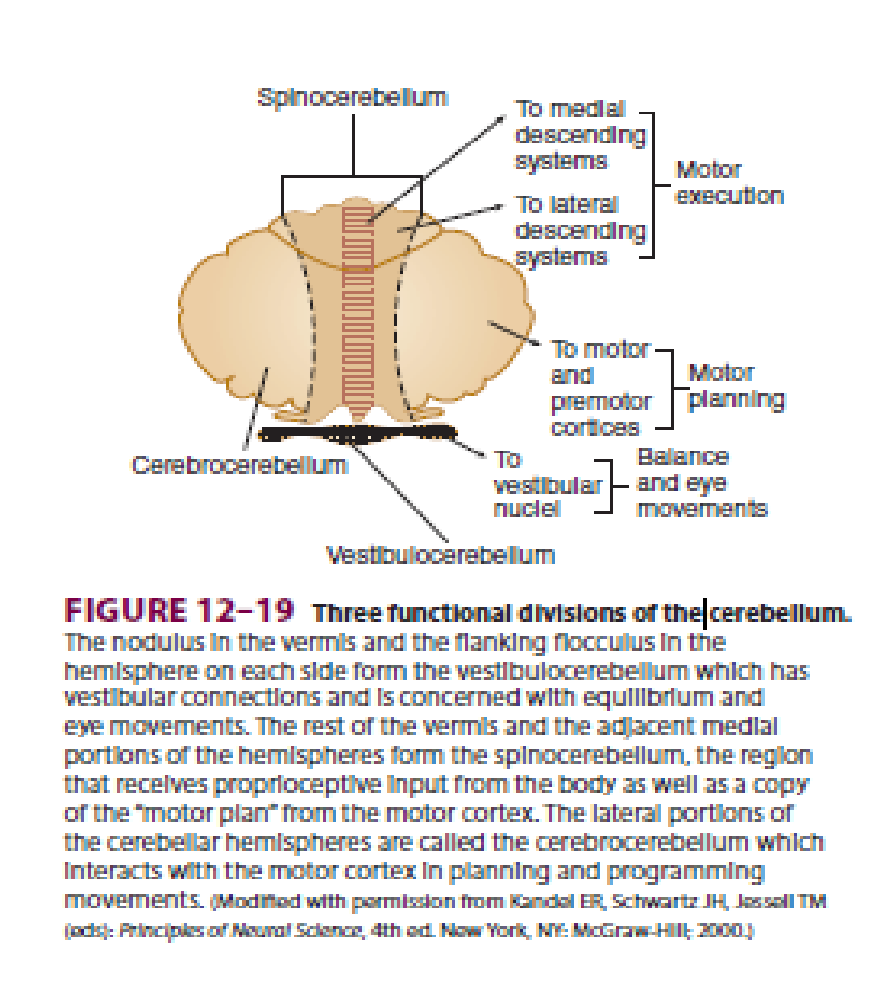 Spinocerebellum
To medial
descending
systems
Motor
execution
To lateral
descending
systems
To motor
and
premotor
cortices
Motor
planning
Cerebrocerebellum
To
vestibular
nuclei
Balance
and eye
movements
Vestibulocerebellum
FIGURE 12–19 Three functional divisions of the cerebellum.
The nodulus in the vermis and the flanking flocculus in the
hemisphere on each side form the vestibulocerebellum which has
vestibular connections and is concerned with equilibrium and
eye movements. The rest of the vermis and the adjacent medial
portions of the hemispheres form the spinocerebellum, the region
that receives proprioceptive input from the body as well as a copy
of the “motor plan” from the motor cortex. The lateral portions of
the cerebellar hemispheres are called the cerebrocerebellum which
interacts with the motor cortex in planning and programming
movements. (Modified with permission from Kandel ER, Schwartz JH, Jessell TM
(eds): Principles of Neural Science, 4th ed. New York, NY: McGraw-Hill; 2000.)